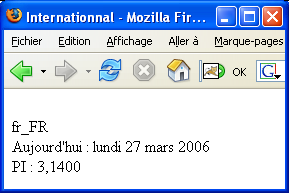 Internationnal - Mozilla Fir...
Fichier Edition Affichage Aller à Marque-pages
OK G
fr_FR
Aujourd'hui : lundi 27 mars 2006
PI : 3,1400